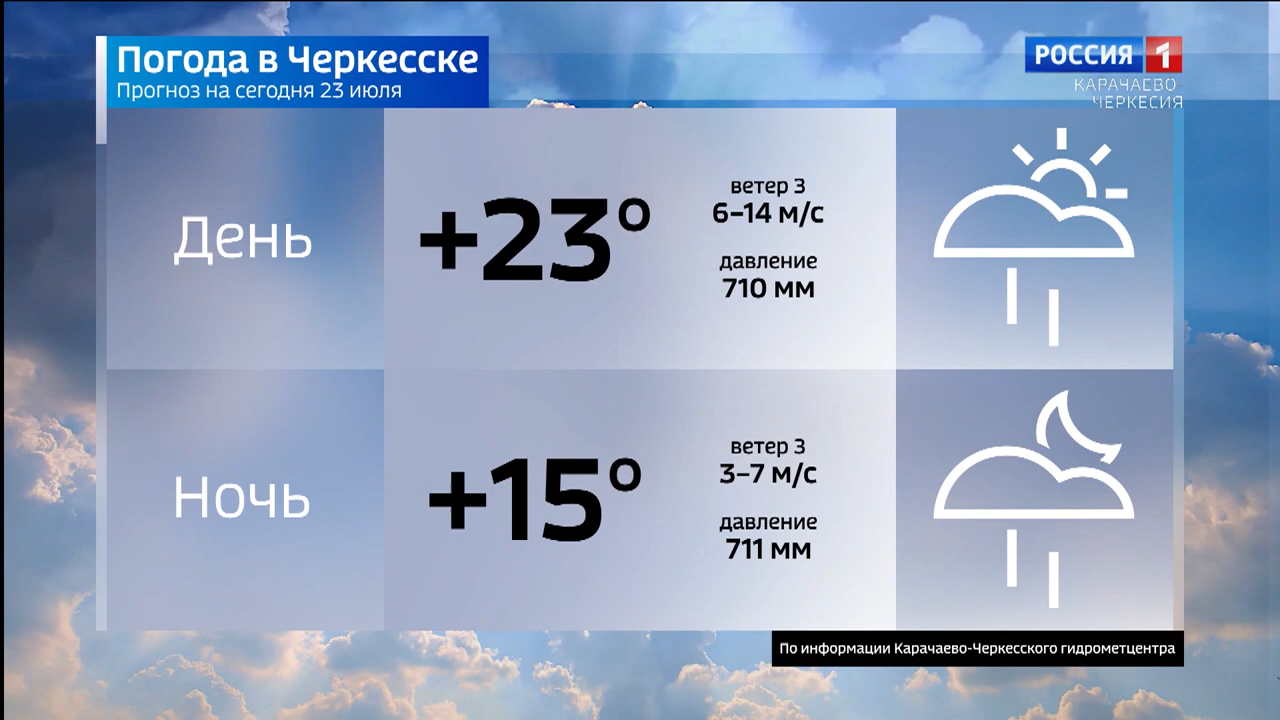 Погода в Черкесске
Прогноз на сегодня 23 июля
РОССИЯ 1
КАРАЧАЕВО-
ЧЕРКЕСИЯ
День
+23°
ветер З
6–14 м/с
давление
710 мм
Ночь
+15°
ветер З
3–7 м/с
давление
711 мм
По информации Карачаево-Черкесского гидрометцентра